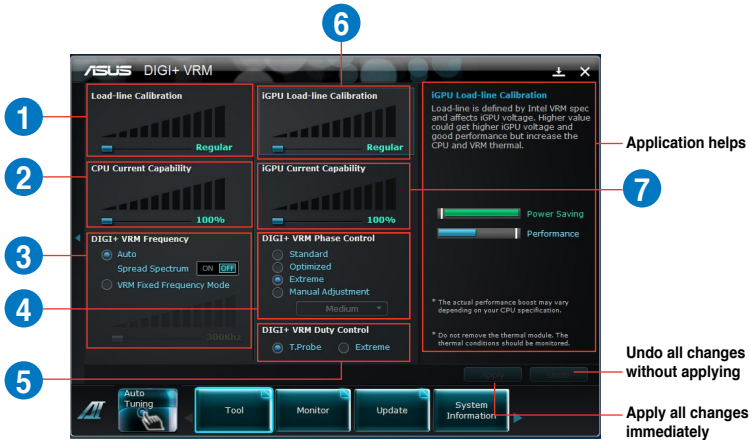 6
ASUS DIGI+ VRM
1
Load-line Calibration
Regular
iGPU Load-line Calibration
Regular
iGPU Load-line Calibration
Load-line is defined by Intel VRM spec
and affects iGPU voltage. Higher value
could get higher iGPU voltage and
good performance but increase the
CPU and VRM thermal.
Application helps
2
CPU Current Capability
100%
iGPU Current Capability
100%
7
Power Saving
Performance
3
DIGI+ VRM Frequency
Auto
Spread Spectrum ON OFF
VRM Fixed Frequency Mode
300Khz
4
DIGI+ VRM Phase Control
Standard
Optimized
Extreme
Manual Adjustment
Medium
* The actual performance boost may vary
depending on your CPU specification.
* Do not remove the thermal module. The
thermal conditions should be monitored.
5
DIGI+ VRM Duty Control
T.Probe Extreme
Undo all changes
without applying
Apply
Apply all changes
immediately
Auto
Tuning
Tool
Monitor
Update
System
Information